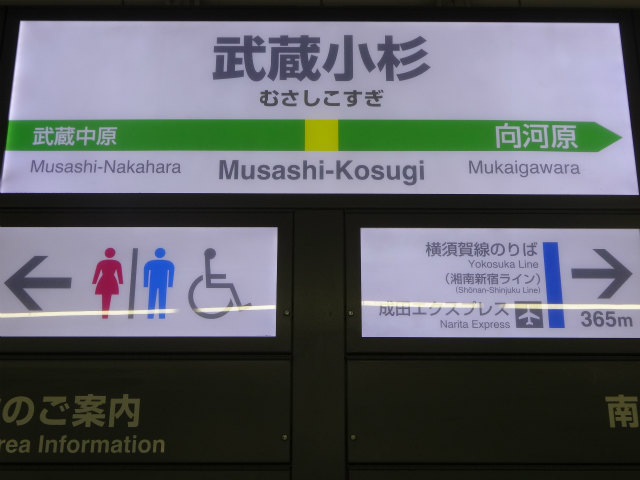 武蔵小杉
むさしこすぎ
武蔵中原 向河原
Musashi-Nakahara Musashi-Kosugi Mukaigawara
横須賀線のりば
Yokosuka Line
(湘南新宿ライン)
(Shōnan-Shinjuku Line)
成田エクスプレス
Narita Express
365m
のご案内
rea Information
南